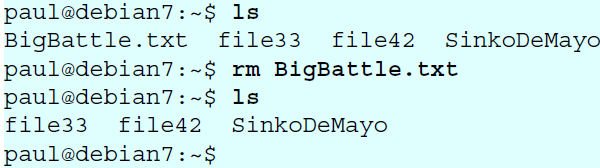 paul@debian7:~$ ls
BigBattle.txt  file33  file42  SinkoDeMayo
paul@debian7:~$ rm BigBattle.txt
paul@debian7:~$ ls
file33  file42  SinkoDeMayo
paul@debian7:~$